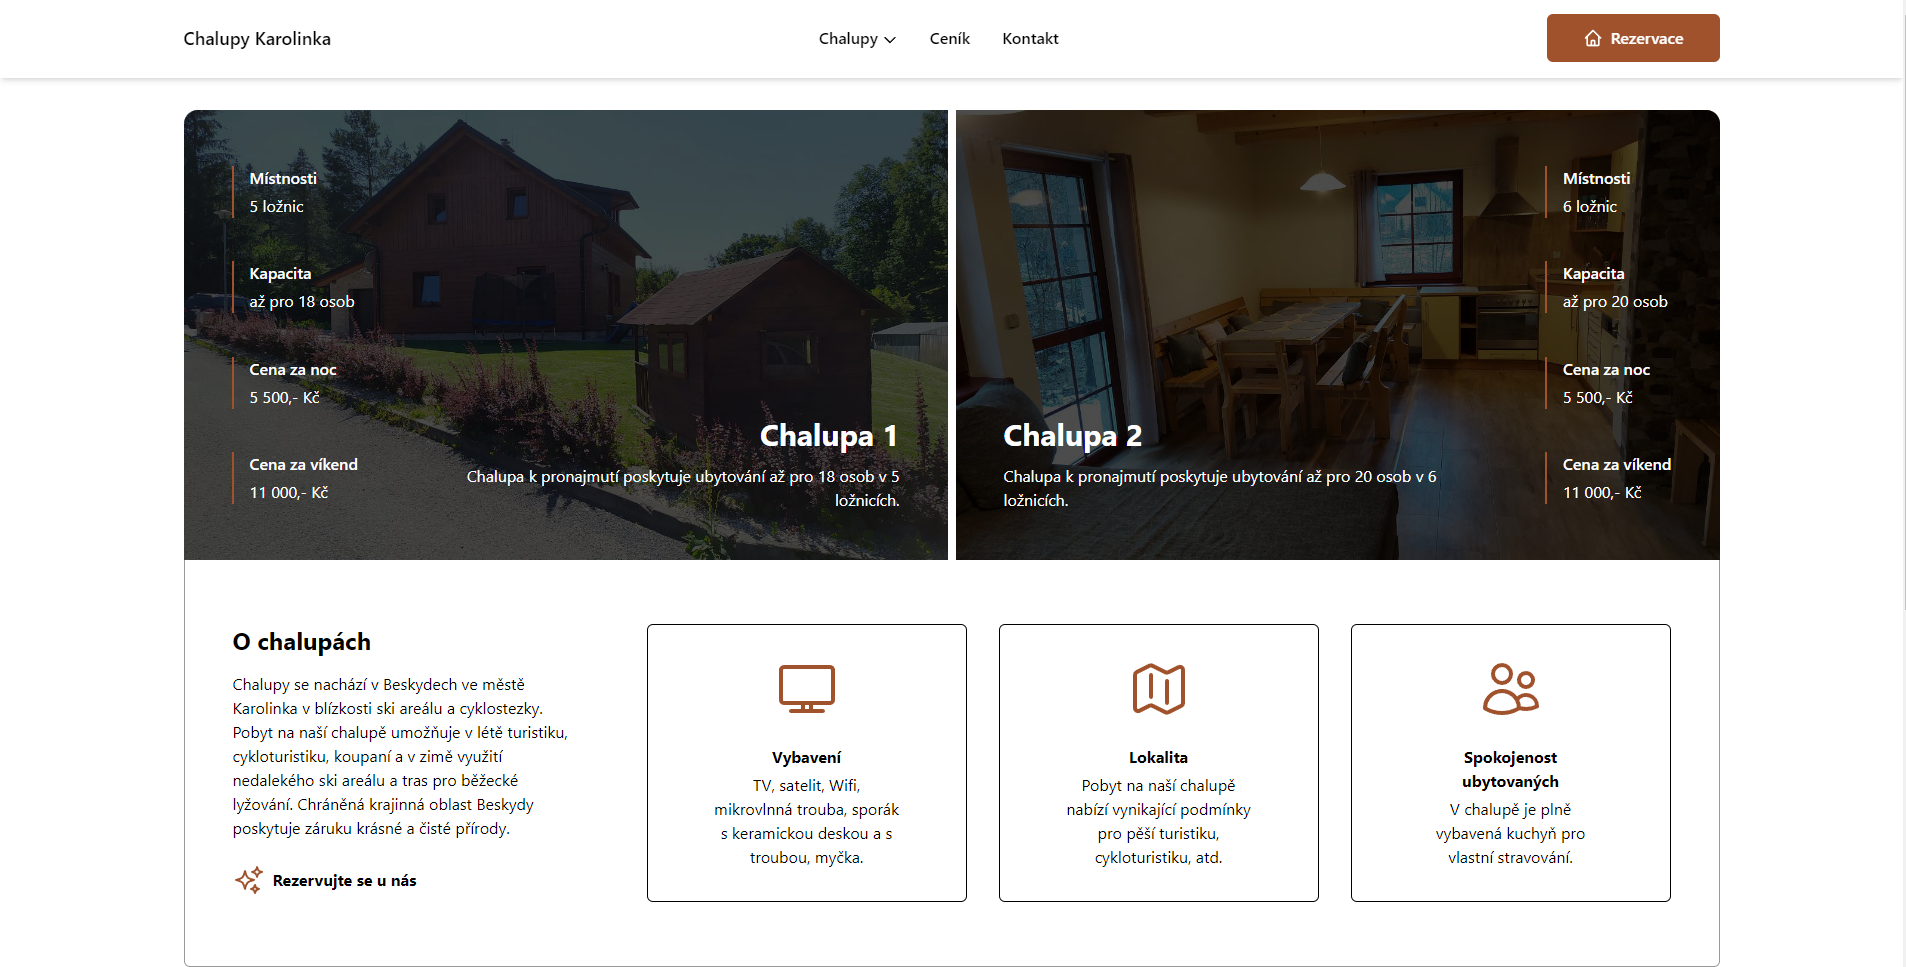 Chalupy Karolinka
Chalupy
Ceník
Kontakt
Rezervace
Místnosti
5 ložnic
Kapacita
až pro 18 osob
Cena za noc
5 500,- Kč
Cena za víkend
11 000,- Kč
Chalupa 1
Chalupa k pronajmutí poskytuje ubytování až pro 18 osob v 5
ložnicích.
Chalupa 2
Chalupa k pronajmutí poskytuje ubytování až pro 20 osob v 6
ložnicích.
Místnosti
6 ložnic
Kapacita
až pro 20 osob
Cena za noc
5 500,- Kč
Cena za víkend
11 000,- Kč
O chalupách
Chalupy se nachází v Beskydech ve městě
Karolinka v blízkosti ski areálu a cyklostezky.
Pobyt na naší chalupě umožňuje v létě turistiku,
cykloturistiku, koupaní a v zimě využití
nedalekého ski areálu a tras pro běžecké
lyžování. Chráněná krajinná oblast Beskydy
poskytuje záruku krásné a čisté přírody.
Rezervujte se u nás
Vybavení
TV, satelit, Wifi,
mikrovlnná trouba, sporák
s keramickou deskou a s
troubou, myčka.
Lokalita
Pobyt na naší chalupě
nabízí vynikající podmínky
pro pěší turistiku,
cykloturistiku, atd.
Spokojenost
ubytovaných
V chalupě je plně
vybavená kuchyň pro
vlastní stravování.